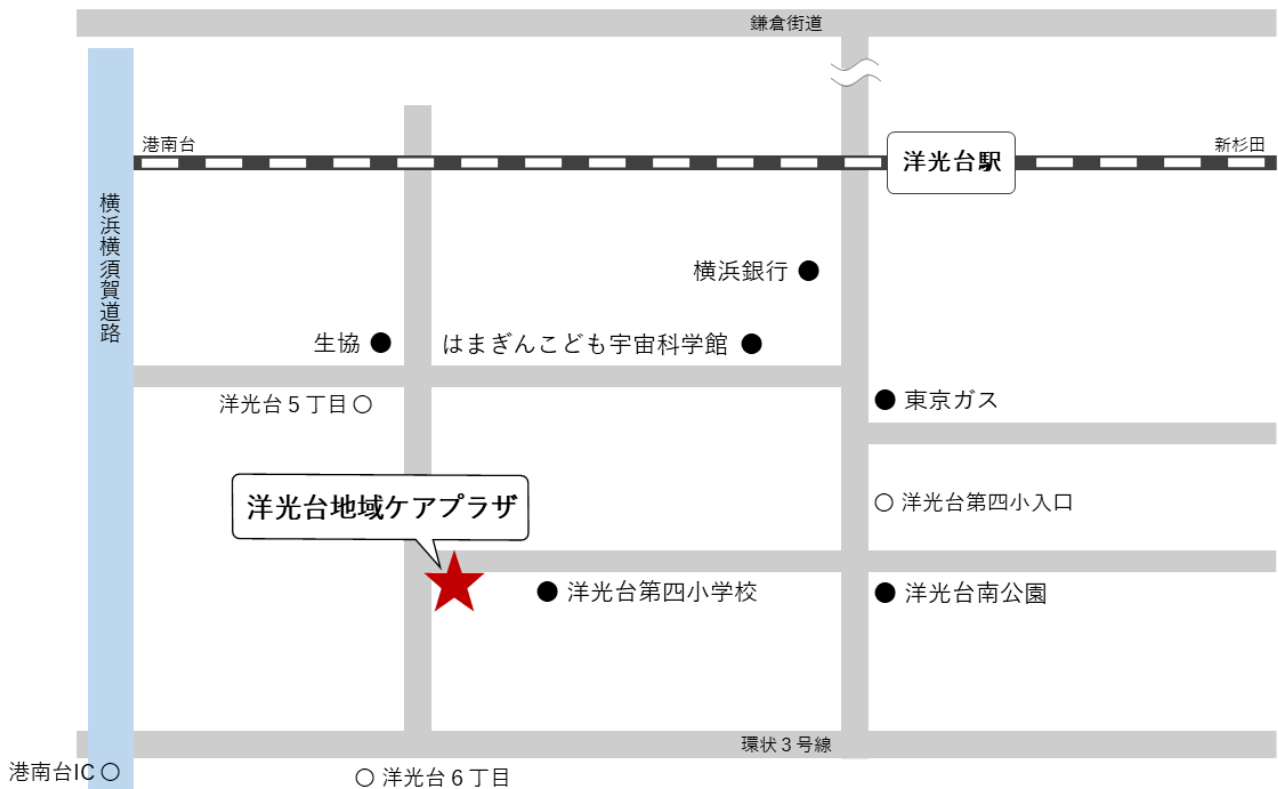 鎌倉街道
港南台
新杉田
洋光台駅
横浜横須賀道路
横浜銀行
生協
はまぎんこども宇宙科学館
洋光台5丁目
東京ガス
洋光台地域ケアプラザ
洋光台第四小入口
洋光台第四小学校
洋光台南公園
環状3号線
港南台IC
洋光台6丁目